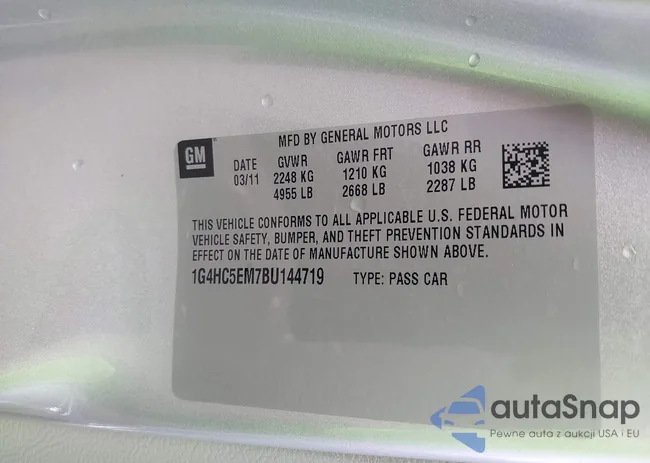 MFD BY GENERAL MOTORS LLC
GM
DATE GVWR GAWR FRT GAWR RR
03/11 2248 KG 1210 KG 1038 KG
4955 LB 2668 LB 2287 LB
THIS VEHICLE CONFORMS TO ALL APPLICABLE U.S. FEDERAL MOTOR
VEHICLE SAFETY, BUMPER, AND THEFT PREVENTION STANDARDS IN
EFFECT ON THE DATE OF MANUFACTURE SHOWN ABOVE.
1G4HC5EM7BU144719 TYPE: PASS CAR
autaSnap
Pewne auta z aukcji USA i EU